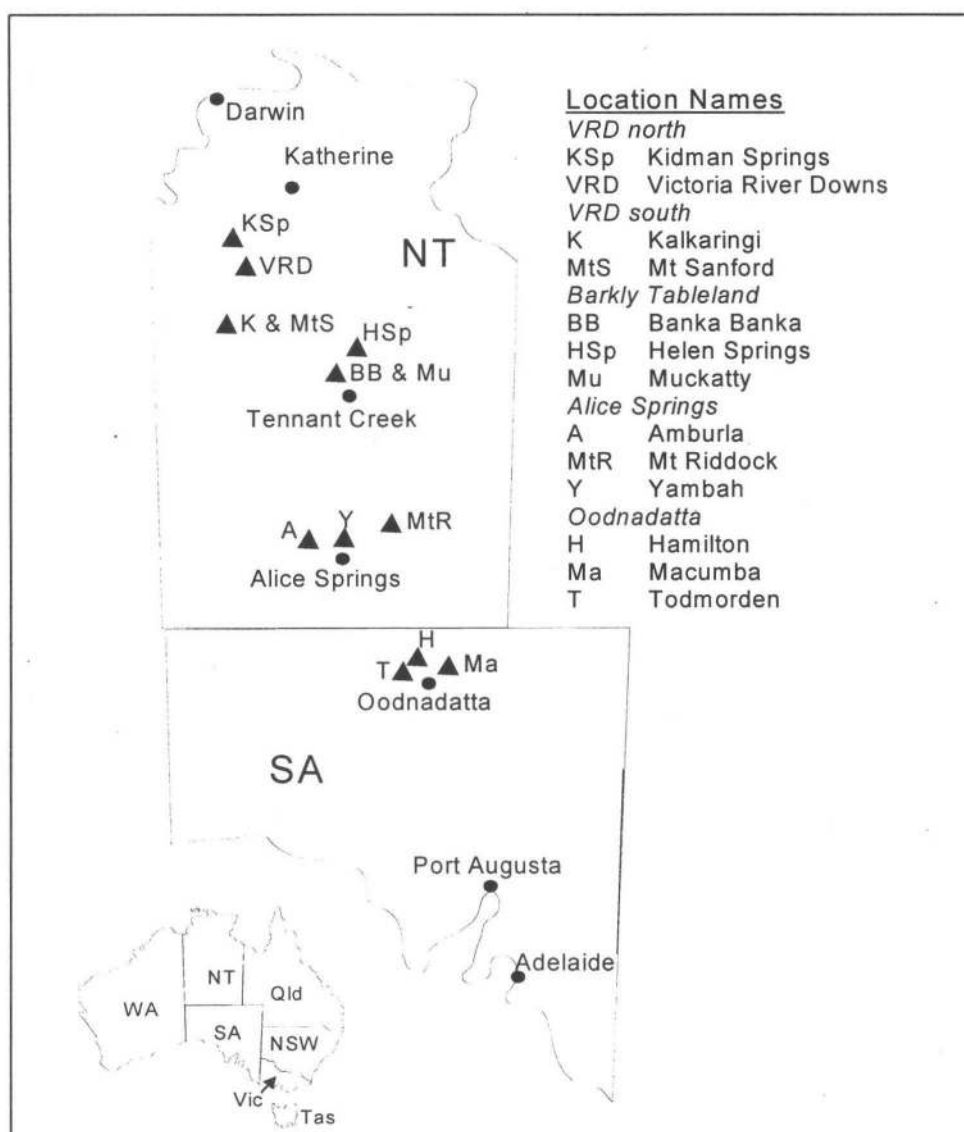 Darwin
Katherine
KSp
VRD
NT
K & MtS
HSp
BB & Mu
Tennant Creek
A
Y
MtR
Alice Springs
H
T
Ma
Oodnadatta
SA
Port Augusta
Adelaide
Location Names
VRD north
KSp Kidman Springs
VRD Victoria River Downs
VRD south
K Kalkaringi
MtS Mt Sanford
Barkly Tableland
BB Banka Banka
HSp Helen Springs
Mu Muckatty
Alice Springs
A Amburla
MtR Mt Riddock
Y Yambah
Oodnadatta
H Hamilton
Ma Macumba
T Todmorden
WA
NT
Qld
SA
NSW
Vic
Tas